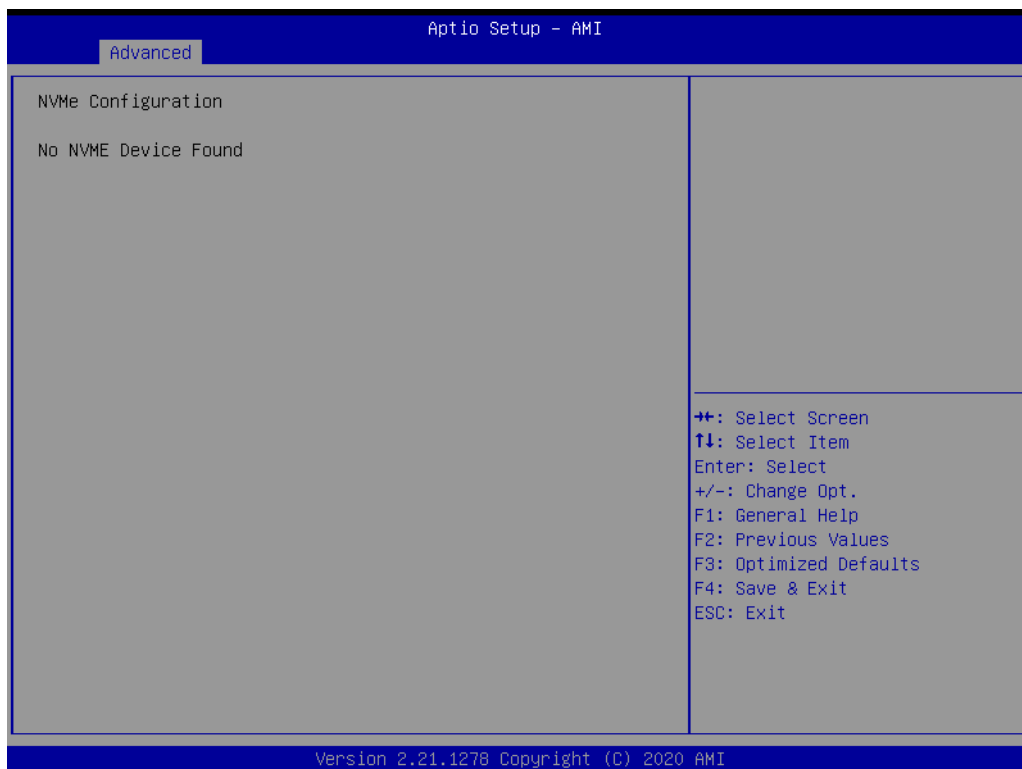 Aptio Setup – AMI
Advanced
NVMe Configuration
No NVME Device Found
→←: Select Screen
↑↓: Select Item
Enter: Select
+/-: Change Opt.
F1: General Help
F2: Previous Values
F3: Optimized Defaults
F4: Save & Exit
ESC: Exit
Version 2.21.1278 Copyright (C) 2020 AMI